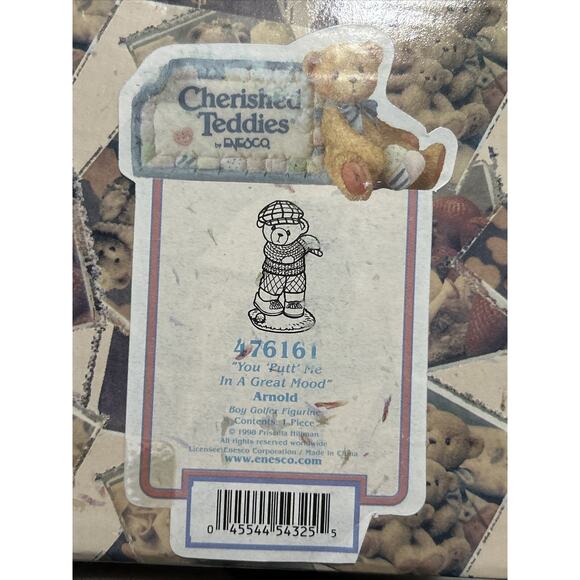 Cherished
Teddies®
by ENESCO
476161
"You 'Putt' Me
In A Great Mood"
Arnold
Boy Golfer Figurine
Contents: 1 Piece
© 1998 Priscilla Hillman
All rights reserved worldwide
Licensee Enesco Corporation / Made in China
www.enesco.com
0 45544 54325 5